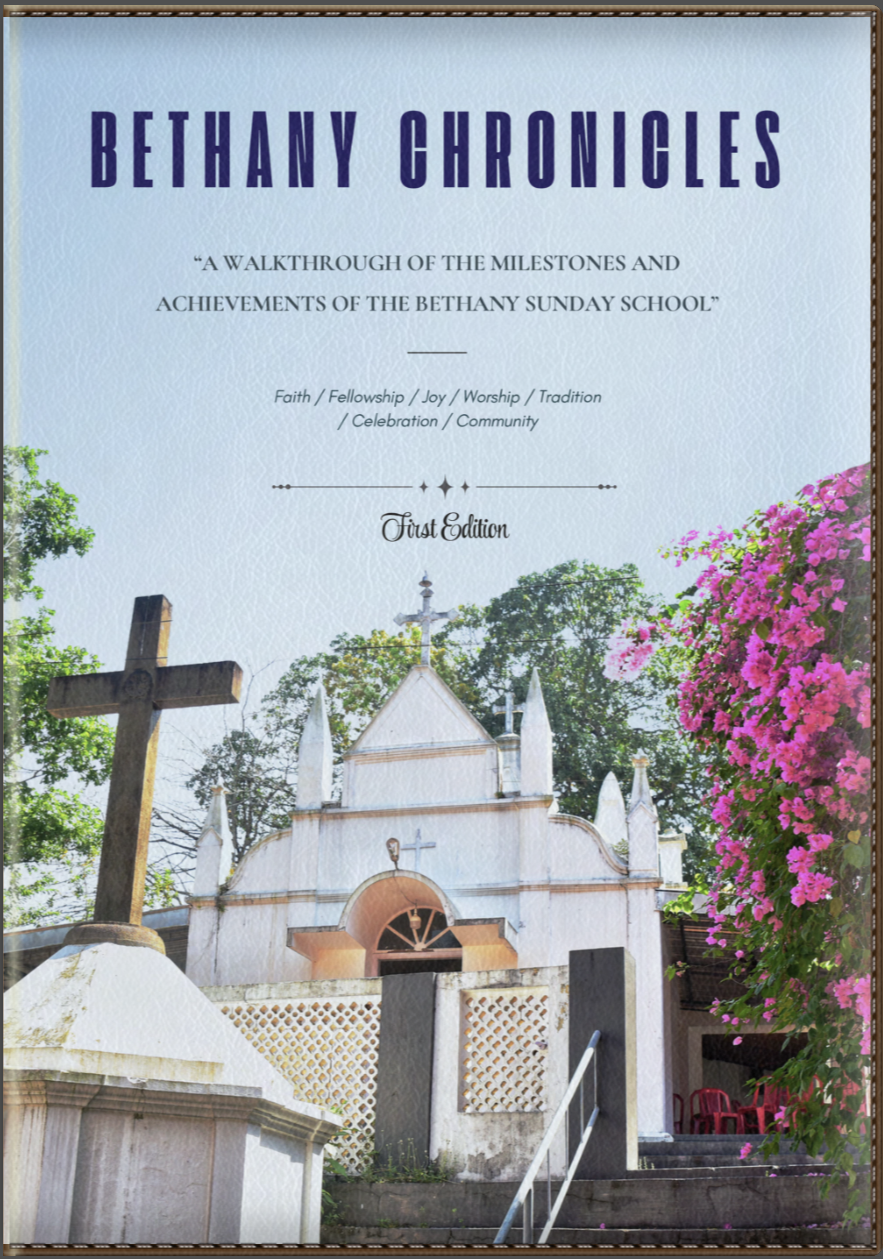 BETHANY CHRONICLES
“A WALKTHROUGH OF THE MILESTONES AND
ACHIEVEMENTS OF THE BETHANY SUNDAY SCHOOL”
Faith / Fellowship / Joy / Worship / Tradition
/ Celebration / Community
First Edition